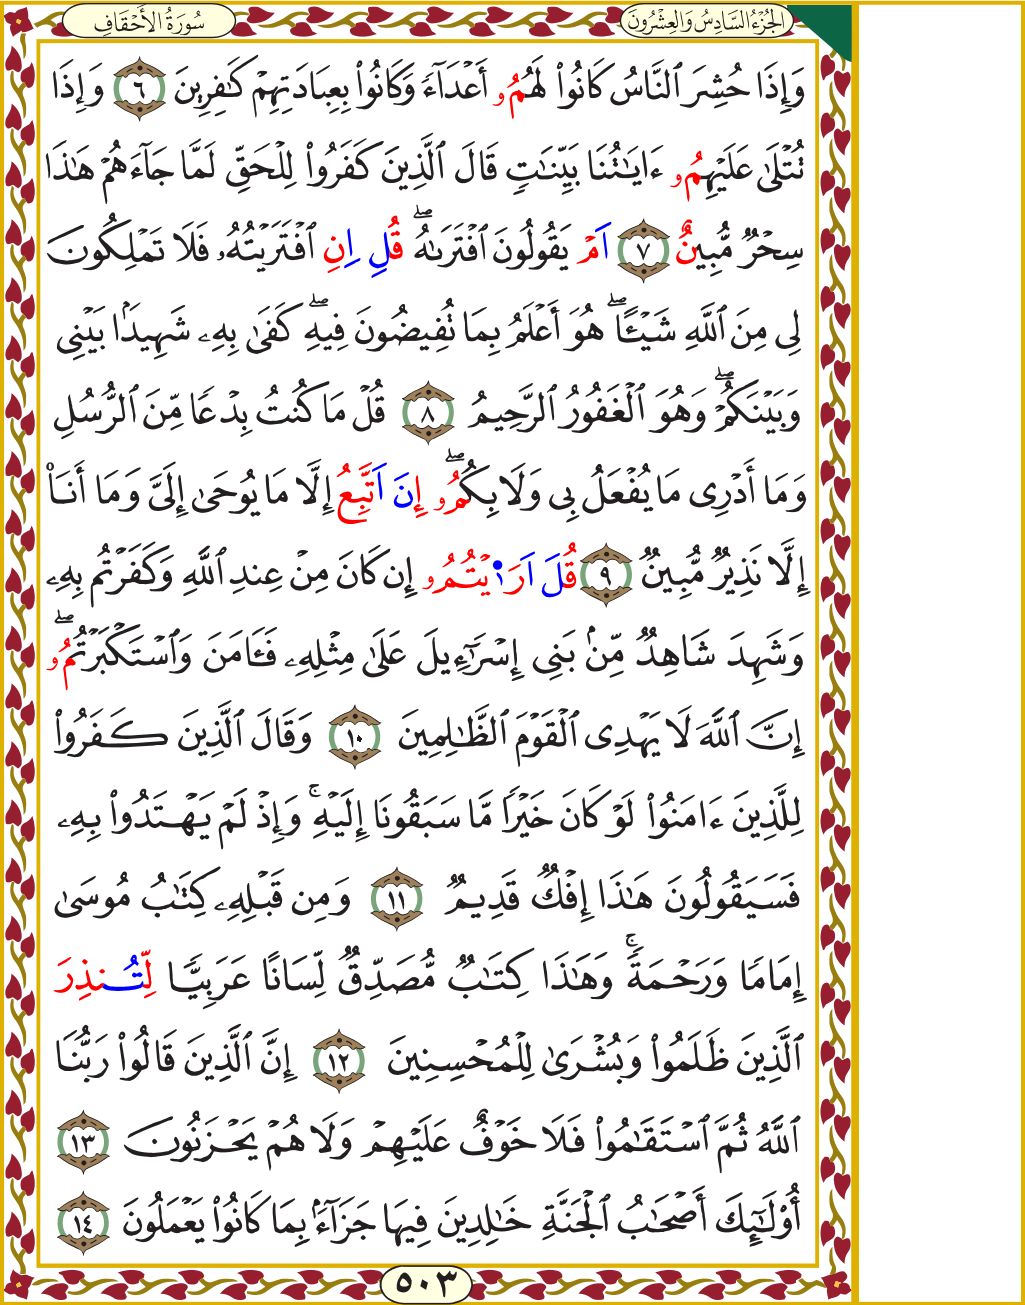 الجُزْءُ السَّادِسُ وَالعِشْرُونَ
سُورَةُ الأَحْقَافِ
وَإِذَا حُشِرَ ٱلنَّاسُ كَانُواْ لَهُمُۥ أَعْدَآءٗ وَكَانُواْ بِعِبَادَتِهِمْ كَٰفِرِينَ ٦ وَإِذَا
تُتْلَىٰ عَلَيْهِمُۥ ءَايَٰتُنَا بَيِّنَٰتٖ قَالَ ٱلَّذِينَ كَفَرُواْ لِلْحَقِّ لَمَّا جَآءَهُمْ هَٰذَا
سِحْرٞ مُّبِينٌ ٧ اَمْ يَقُولُونَ ٱفْتَرَىٰهُۖ قُلِ اِنِ ٱفْتَرَيْتُهُۥ فَلَا تَمْلِكُونَ
لِى مِنَ ٱللَّهِ شَيْـًٔاۖ هُوَ أَعْلَمُ بِمَا تُفِيضُونَ فِيهِۖ كَفَىٰ بِهِۦ شَهِيدَۢا بَيْنِى
وَبَيْنَكُمْۖ وَهُوَ ٱلْغَفُورُ ٱلرَّحِيمُ ٨ قُلْ مَا كُنتُ بِدْعٗا مِّنَ ٱلرُّسُلِ
وَمَا أَدْرِى مَا يُفْعَلُ بِى وَلَا بِكُمُۥۖ إِنَ اَتَّبِعُ إِلَّا مَا يُوحَىٰ إِلَىَّ وَمَا أَنَا۠
إِلَّا نَذِيرٞ مُّبِينٞ ٩ قُلَ اَرَ•يْتُمُۥ إِن كَانَ مِنْ عِندِ ٱللَّهِ وَكَفَرْتُم بِهِۦ
وَشَهِدَ شَاهِدٞ مِّنۢ بَنِى إِسْرَٰٓءِيلَ عَلَىٰ مِثْلِهِۦ فَـَٔامَنَ وَٱسْتَكْبَرْتُمُۥۖ
إِنَّ ٱللَّهَ لَا يَهْدِى ٱلْقَوْمَ ٱلظَّٰلِمِينَ ١٠ وَقَالَ ٱلَّذِينَ كَفَرُواْ
لِلَّذِينَ ءَامَنُواْ لَوْ كَانَ خَيْرٗا مَّا سَبَقُونَا إِلَيْهِۚ وَإِذْ لَمْ يَهْتَدُواْ بِهِۦ
فَسَيَقُولُونَ هَٰذَا إِفْكٞ قَدِيمٞ ١١ وَمِن قَبْلِهِۦ كِتَٰبُ مُوسَىٰ
إِمَامٗا وَرَحْمَةٗۚ وَهَٰذَا كِتَٰبٞ مُّصَدِّقٞ لِّسَانًا عَرَبِيّٗا لِّتُنذِرَ
ٱلَّذِينَ ظَلَمُواْ وَبُشْرَىٰ لِلْمُحْسِنِينَ ١٢ إِنَّ ٱلَّذِينَ قَالُواْ رَبُّنَا
ٱللَّهُ ثُمَّ ٱسْتَقَٰمُواْ فَلَا خَوْفٌ عَلَيْهِمْ وَلَا هُمْ يَحْزَنُونَ ١٣
أُوْلَٰٓئِكَ أَصْحَٰبُ ٱلْجَنَّةِ خَٰلِدِينَ فِيهَا جَزَآءَۢ بِمَا كَانُواْ يَعْمَلُونَ ١٤
٥٠٣